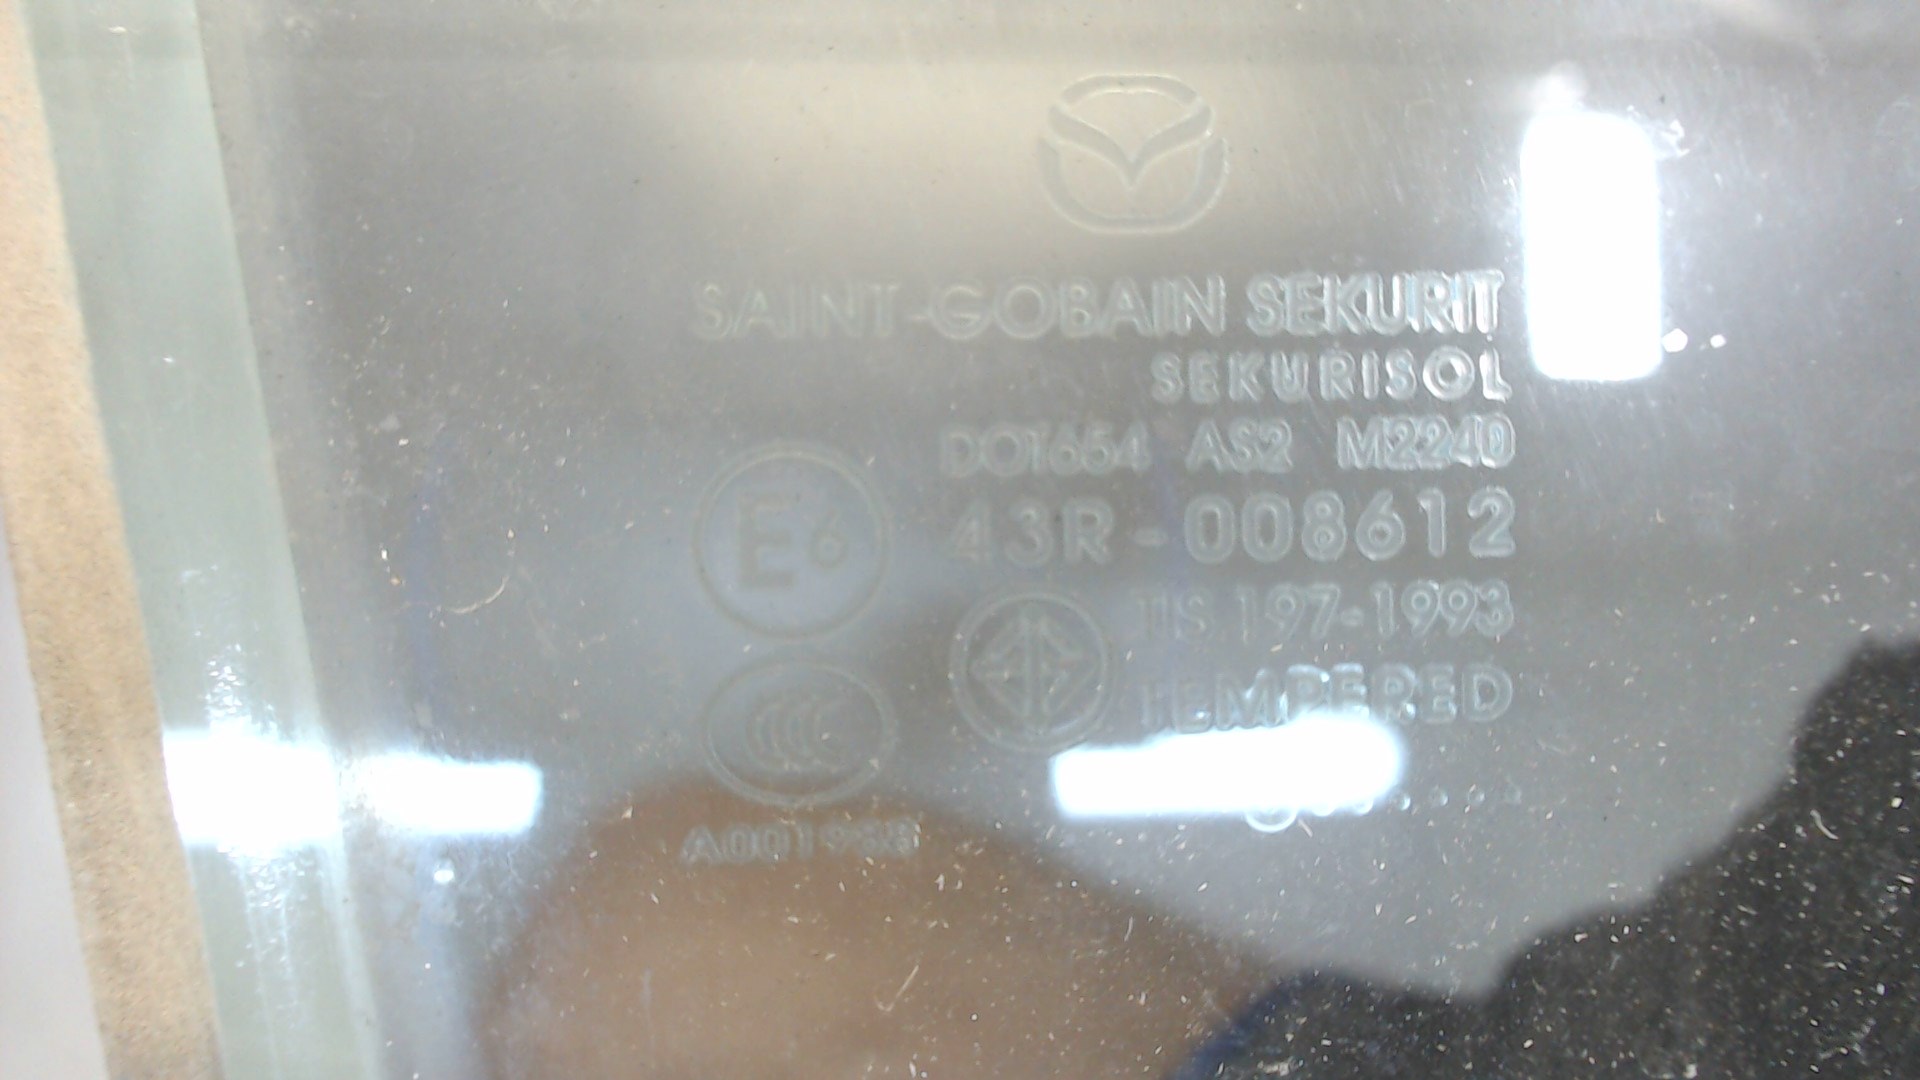 SAINT-GOBAIN SEKURIT
SEKURISOL
DOT654 AS2 M2240
E6
43R-008612
TIS 197-1993
TEMPERED